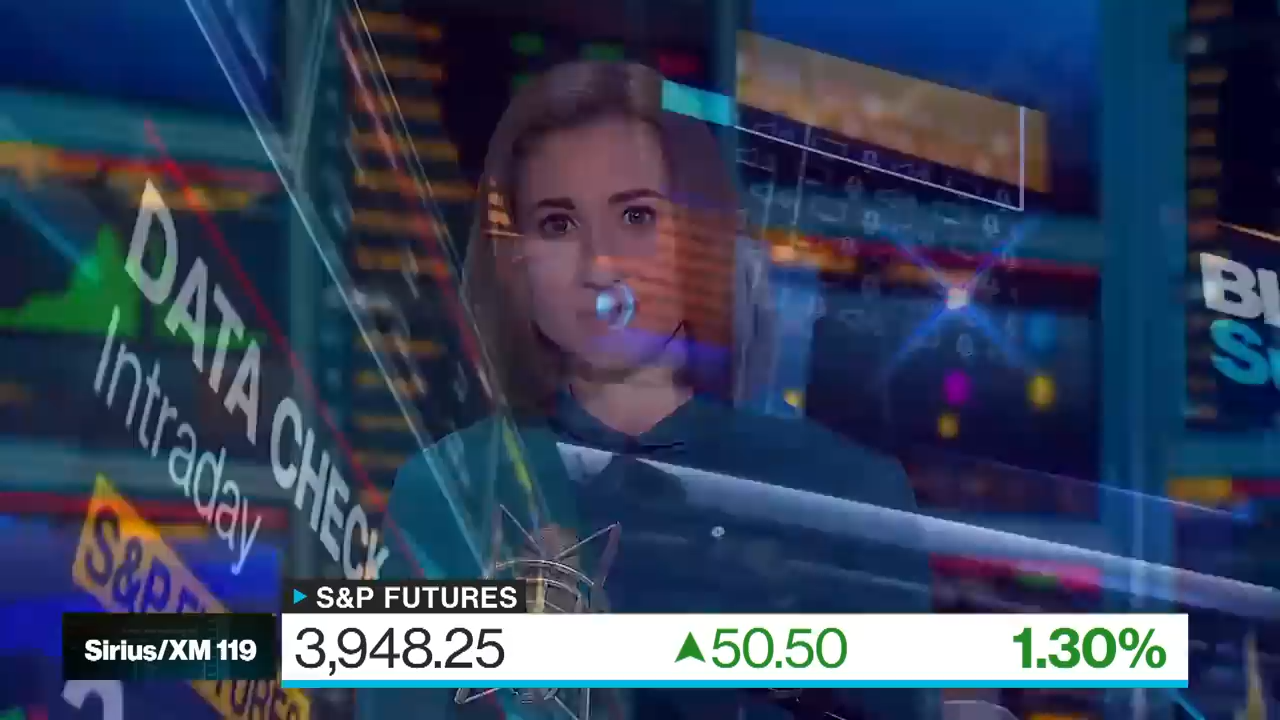 DATA CHECK
Intraday
S&P
S&P FUTURES
Sirius/XM 119
3,948.25
50.50
1.30%